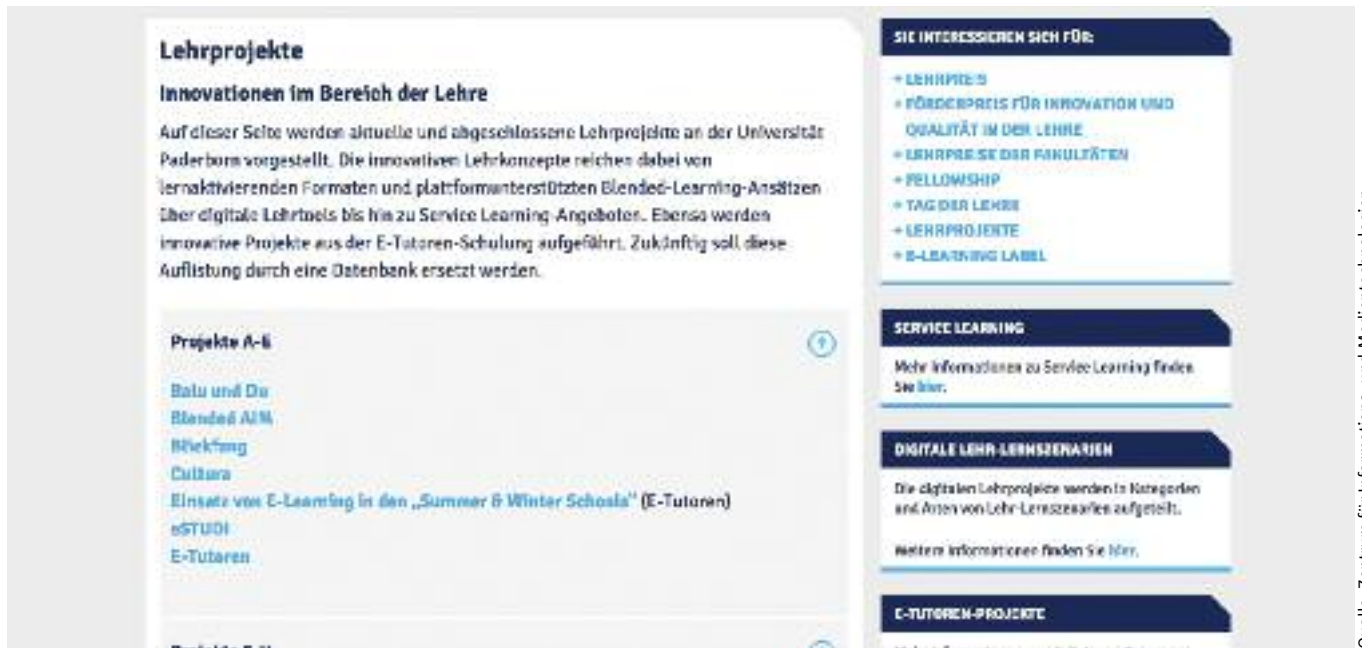 Lehrprojekte
Innovationen im Bereich der Lehre
Auf dieser Seite werden aktuelle und abgeschlossene Lehrprojekte an der Universität
Paderborn vorgestellt. Die innovativen Lehrkonzepte reichen dabei von
lernaktivierenden Formaten und plattformunterstützten Blended-Learning-Ansätzen
über digitale Lehrtools bis hin zu Service Learning-Angeboten. Ebenso werden
innovative Projekte aus der E-Tutoren-Schulung aufgeführt. Zukünftig soll diese
Auflistung durch eine Datenbank ersetzt werden.
Projekte A-E
Balu und Du
Blended AIM
Blickfang
Cultura
Einsatz von E-Learning in den „Summer & Winter Schools" (E-Tutoren)
eSTUDI
E-Tutoren
SIE INTERESSIEREN SICH FÜR:
LEHRPREIS
FÖRDERPREIS FÜR INNOVATION UND
QUALITÄT IN DER LEHRE
LEHRPREISE DER FAKULTÄTEN
FELLOWSHIP
TAG DER LEHRE
LEHRPROJEKTE
E-LEARNING LABEL
SERVICE LEARNING
Mehr Informationen zu Service Learning finden
Sie hier.
DIGITALE LEHR-LERNSZENARIEN
Die digitalen Lehrprojekte werden in Kategorien
und Arten von Lehr-Lernszenarien aufgeteilt.
Weitere Informationen finden Sie hier.
E-TUTOREN-PROJEKTE